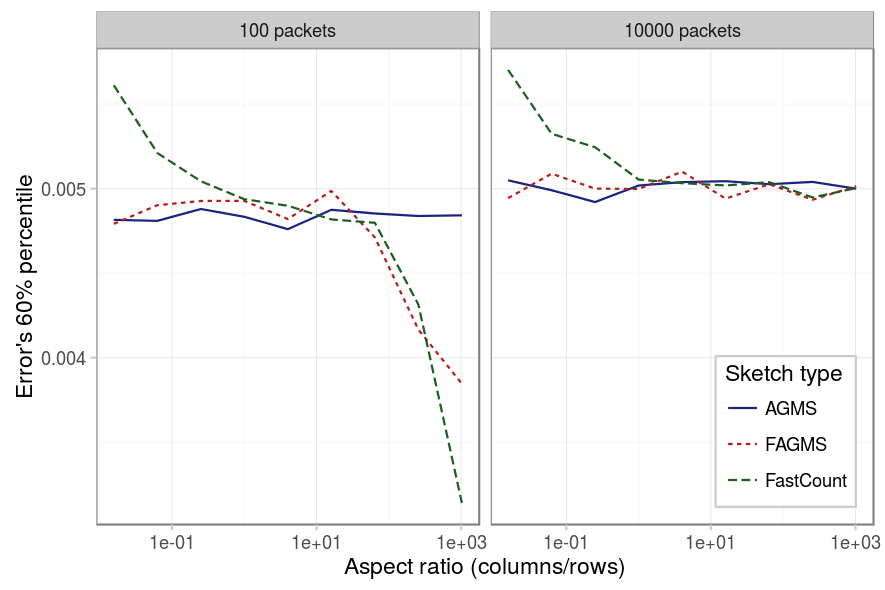 100 packets
10000 packets
Error's 60% percentile
0.005
0.004
1e-01
1e+01
1e+03
1e-01
1e+01
1e+03
Aspect ratio (columns/rows)
Sketch type
AGMS
FAGMS
FastCount